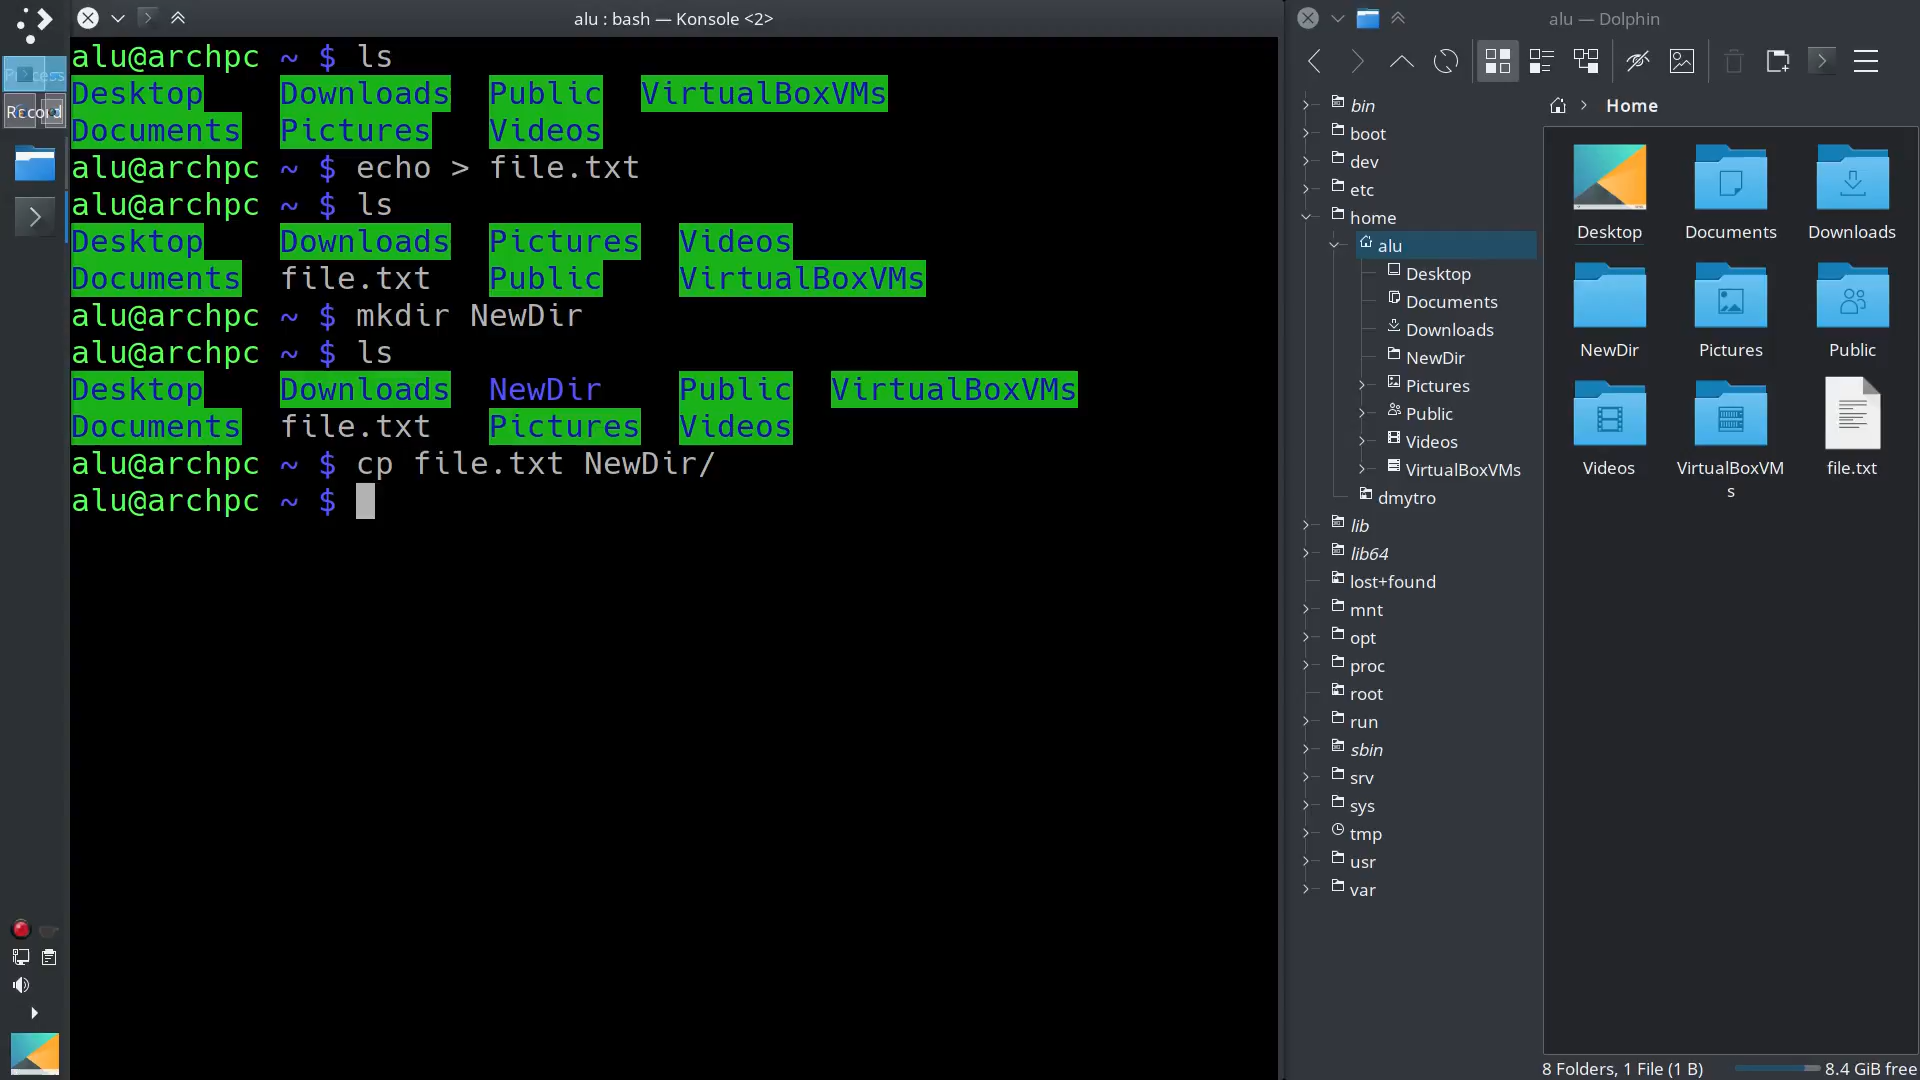 alu : bash — Konsole <2>
alu@archpc ~ $ ls
Desktop Downloads Public VirtualBoxVMs
Documents Pictures Videos
alu@archpc ~ $ echo > file.txt
alu@archpc ~ $ ls
Desktop Downloads Pictures Videos
Documents file.txt Public VirtualBoxVMs
alu@archpc ~ $ mkdir NewDir
alu@archpc ~ $ ls
Desktop Downloads NewDir Public VirtualBoxVMs
Documents file.txt Pictures Videos
alu@archpc ~ $ cp file.txt NewDir/
alu@archpc ~ $
alu — Dolphin
bin
boot
dev
etc
home
alu
Desktop
Documents
Downloads
NewDir
Pictures
Public
Videos
VirtualBoxVMs
dmytro
lib
lib64
lost+found
mnt
opt
proc
root
run
sbin
srv
sys
tmp
usr
var
Home
Desktop Documents Downloads
NewDir Pictures Public
Videos VirtualBoxVM file.txt
s
8 Folders, 1 File (1 B) 8.4 GiB free